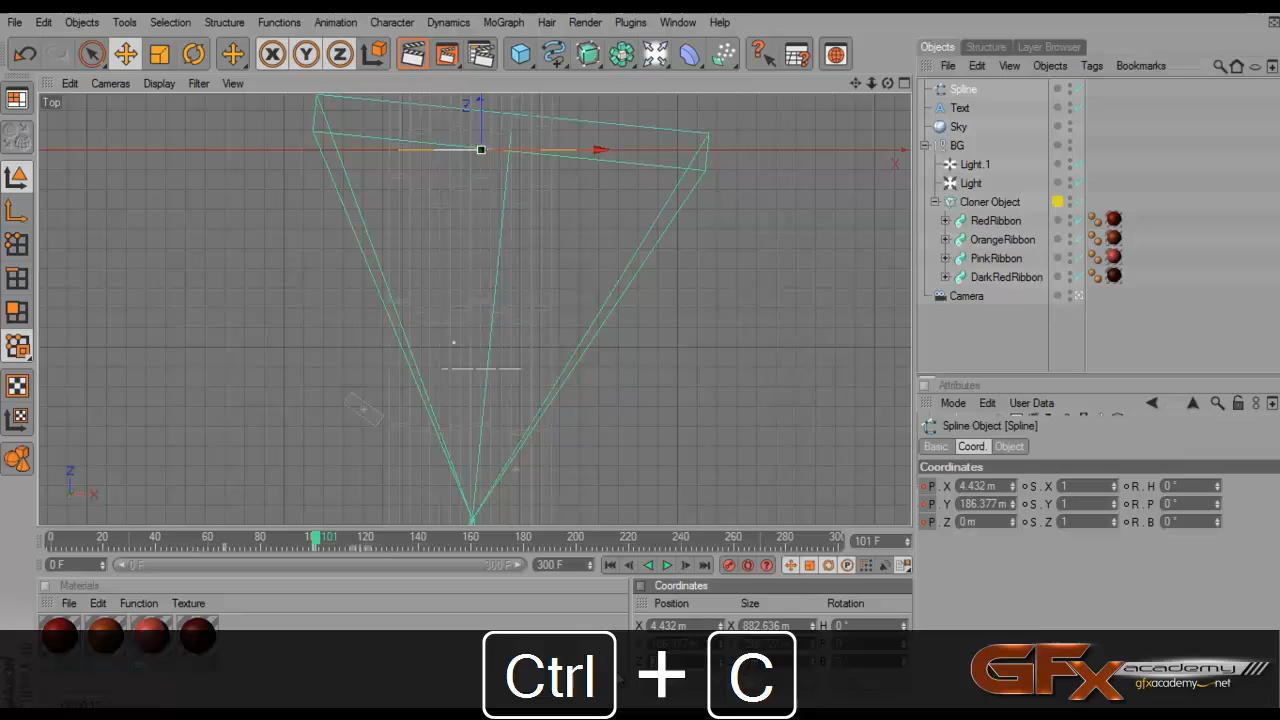 File Edit Objects Tools Selection Structure Functions Animation Character Dynamics MoGraph Hair Render Plugins Window Help
Objects Structure Layer Browser
File Edit View Objects Tags Bookmarks
Edit Cameras Display Filter View
Top
Z
X
Z
X
Spline
Text
Sky
BG
Light.1
Light
Cloner Object
RedRibbon
OrangeRibbon
PinkRibbon
DarkRedRibbon
Camera
Attributes
Mode Edit User Data
Spline Object [Spline]
Basic Coord. Object
Coordinates
P . X 4.432 m S . X 1 R . H 0 °
P . Y 186.377 m S . Y 1 R . P 0 °
P . Z 0 m S . Z 1 R . B 0 °
0 20 40 60 80 101 120 140 160 180 200 220 240 260 280 101 F
0 F 0 F 300 F 300 F
Materials
File Edit Function Texture
Coordinates
Position Size Rotation
X 4.432 m X 882.636 m H 0 °
Ctrl + C
GFx academy
gfxacademy.net